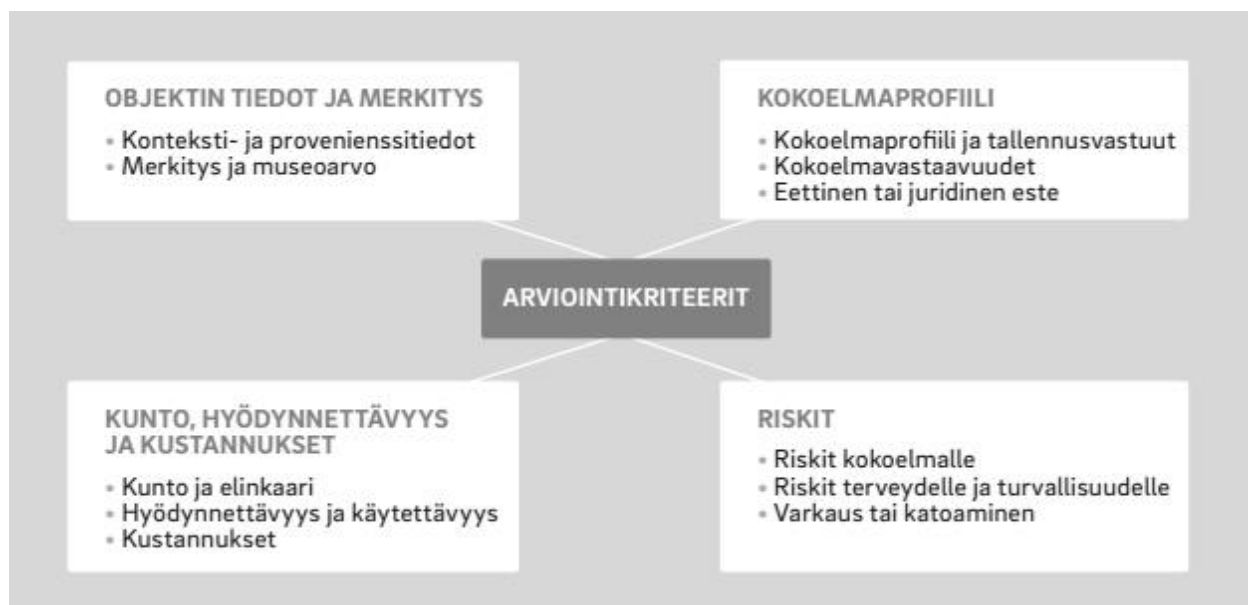 OBJEKTIN TIEDOT JA MERKITYS
• Konteksti- ja provenienssitiedot
• Merkitys ja museoarvo
KOKOELMAPROFIILI
• Kokoelmaprofiili ja tallennusvastuut
• Kokoelmavastaavuudet
• Eettinen tai juridinen este
ARVIOINTIKRITEERIT
KUNTO, HYÖDYNNETTÄVYYS
JA KUSTANNUKSET
• Kunto ja elinkaari
• Hyödynnettävyys ja käytettävyys
• Kustannukset
RISKIT
• Riskit kokoelmalle
• Riskit terveydelle ja turvallisuudelle
• Varkaus tai katoaminen